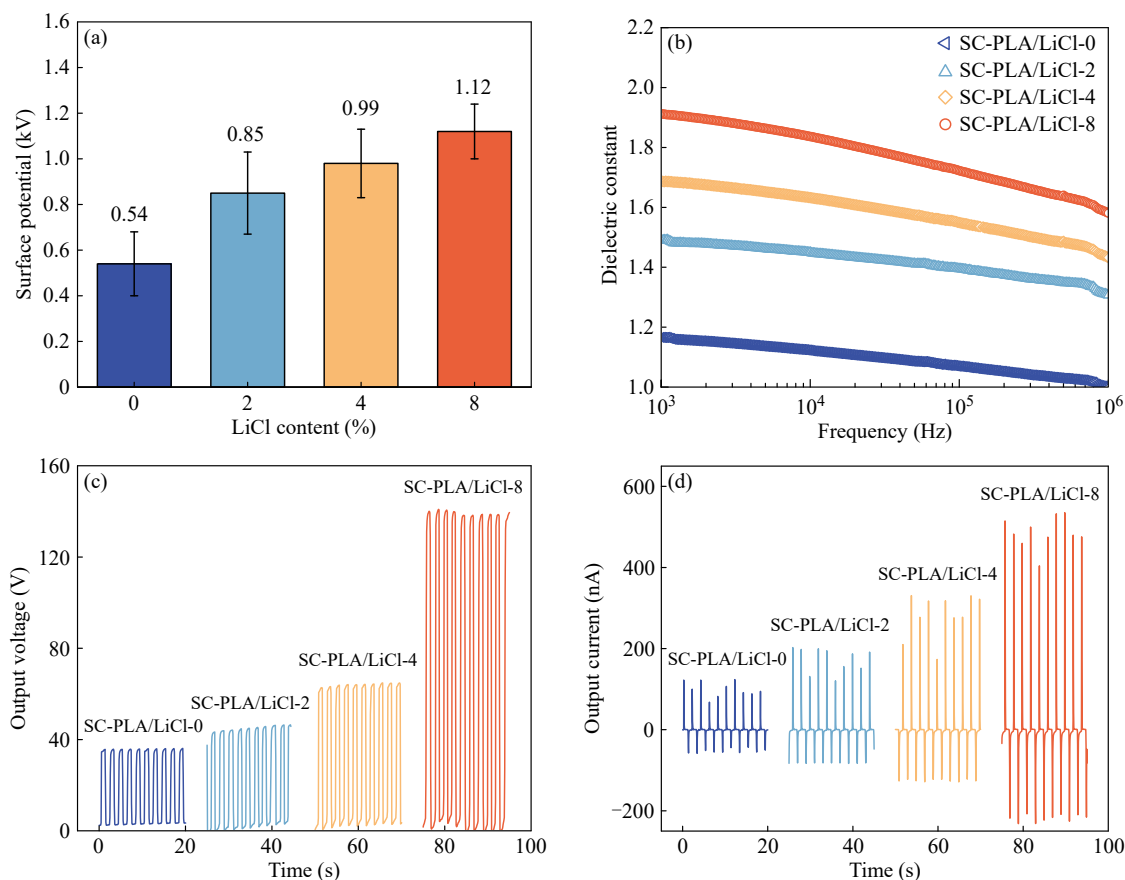 (a)
1.6
1.4
1.2
1.0
0.8
0.6
0.4
0.2
0
Surface potential (kV)
0.54
0.85
0.99
1.12
0
2
4
8
LiCl content (%)
(b)
2.2
2.0
1.8
1.6
1.4
1.2
1.0
Dielectric constant
SC-PLA/LiCl-0
SC-PLA/LiCl-2
SC-PLA/LiCl-4
SC-PLA/LiCl-8
10³
10⁴
10⁵
10⁶
Frequency (Hz)
(c)
160
120
80
40
0
Output voltage (V)
SC-PLA/LiCl-0
SC-PLA/LiCl-2
SC-PLA/LiCl-4
SC-PLA/LiCl-8
0
20
40
60
80
100
Time (s)
(d)
600
400
200
0
−200
Output current (nA)
SC-PLA/LiCl-0
SC-PLA/LiCl-2
SC-PLA/LiCl-4
SC-PLA/LiCl-8
0
20
40
60
80
100
Time (s)